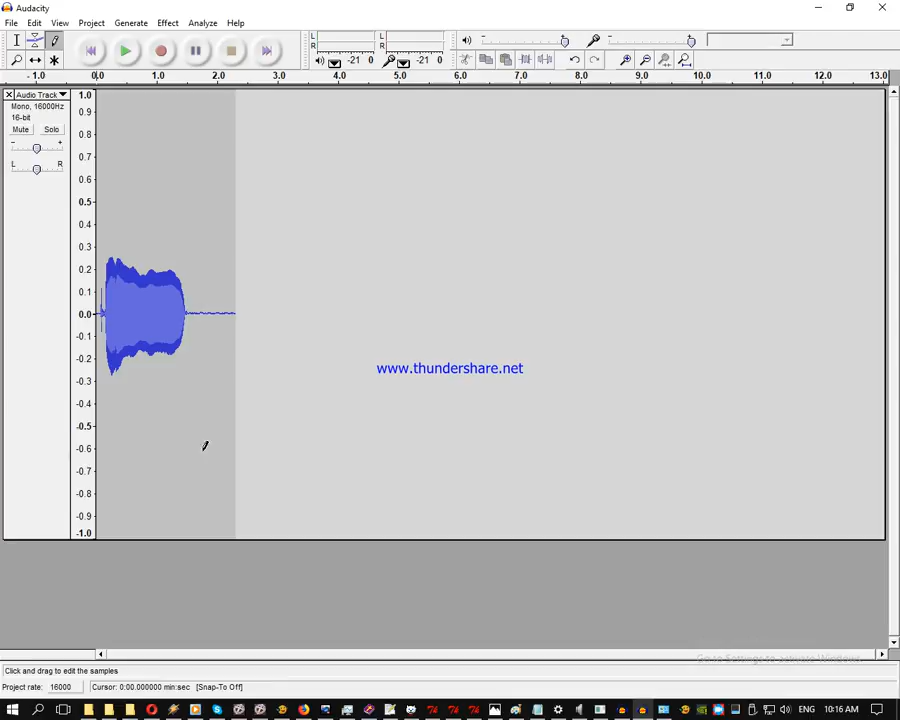 Audacity
File Edit View Project Generate Effect Analyze Help
L
R
L
R
-21 0
-21 0
- 1.0 0.0 1.0 2.0 3.0 4.0 5.0 6.0 7.0 8.0 9.0 10.0 11.0 12.0 13.0
Audio Track
Mono, 16000Hz
16-bit
Mute Solo
- +
L R
1.0
0.9
0.8
0.7
0.6
0.5
0.4
0.3
0.2
0.1
0.0
-0.1
-0.2
-0.3
-0.4
-0.5
-0.6
-0.7
-0.8
-0.9
-1.0
www.thundershare.net
Go to Settings to activate Windows.
Click and drag to edit the samples
Project rate: 16000 Cursor: 0:00.000000 min:sec [Snap-To Off]
ENG 10:16 AM